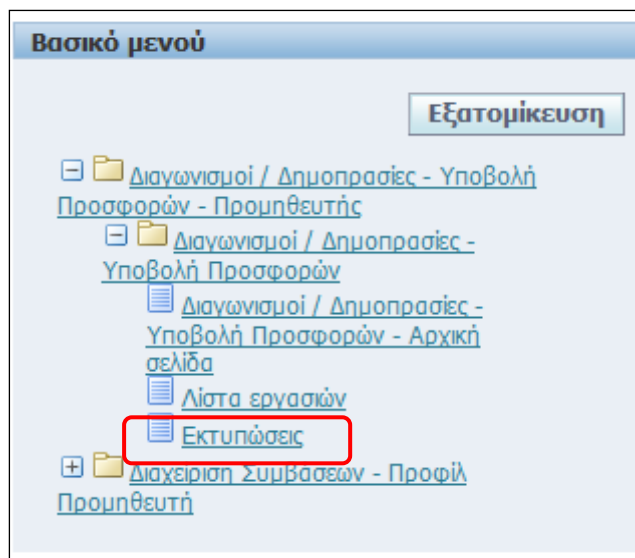 Βασικό μενού
Εξατομίκευση
Διαγωνισμοί / Δημοπρασίες - Υποβολή
Προσφορών - Προμηθευτής
Διαγωνισμοί / Δημοπρασίες -
Υποβολή Προσφορών
Διαγωνισμοί / Δημοπρασίες -
Υποβολή Προσφορών - Αρχική
σελίδα
Λίστα εργασιών
Εκτυπώσεις
Διαχείριση Συμβάσεων - Προφίλ
Προμηθευτή